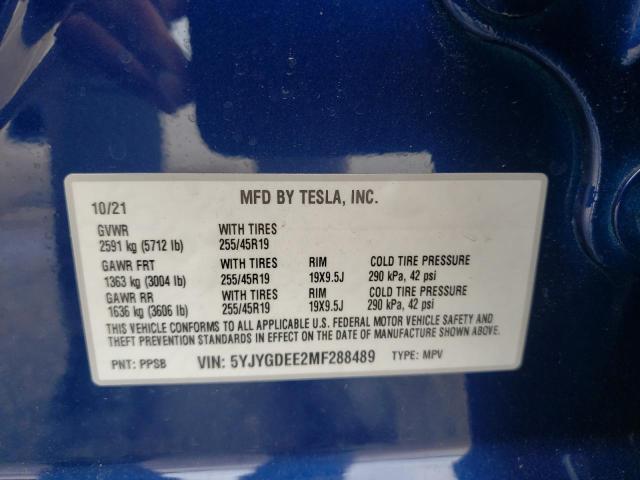 MFD BY TESLA, INC.
10/21
GVWR WITH TIRES
2591 kg (5712 lb) 255/45R19
GAWR FRT WITH TIRES RIM COLD TIRE PRESSURE
1363 kg (3004 lb) 255/45R19 19X9.5J 290 kPa, 42 psi
GAWR RR WITH TIRES RIM COLD TIRE PRESSURE
1636 kg (3606 lb) 255/45R19 19X9.5J 290 kPa, 42 psi
THIS VEHICLE CONFORMS TO ALL APPLICABLE U.S. FEDERAL MOTOR VEHICLE SAFETY AND
THEFT PREVENTION STANDARDS IN EFFECT ON THE DATE OF MANUFACTURE SHOWN ABOVE.
PNT: PPSB VIN: 5YJYGDEE2MF288489 TYPE: MPV